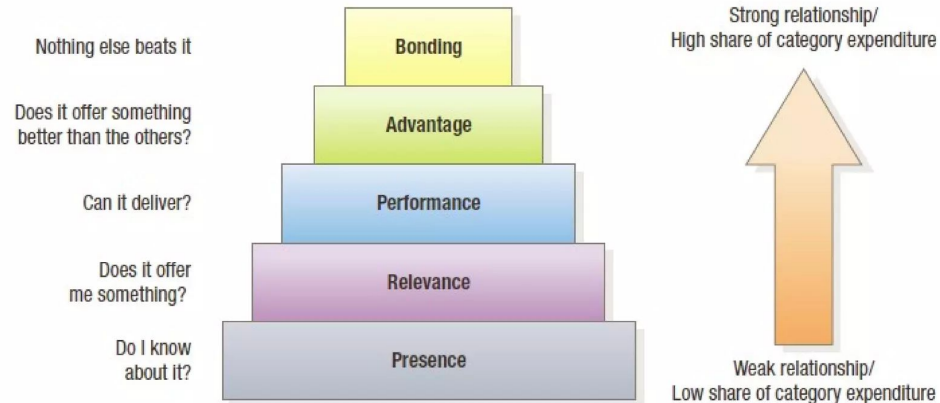 Nothing else beats it
Bonding
Strong relationship/
High share of category expenditure
Does it offer something
better than the others?
Advantage
Can it deliver?
Performance
Does it offer
me something?
Relevance
Do I know
about it?
Presence
Weak relationship/
Low share of category expenditure